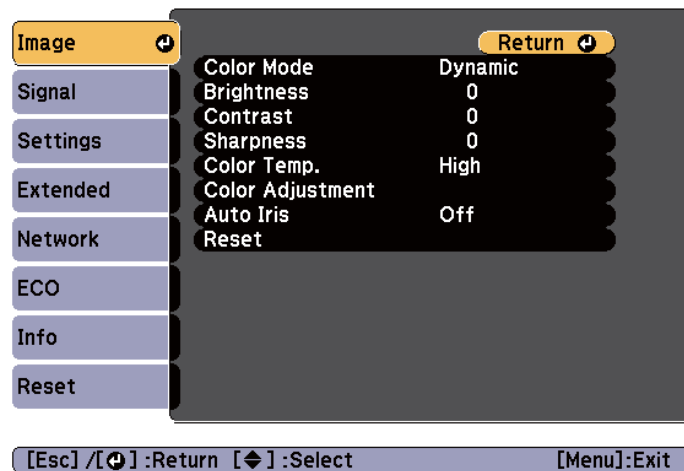 Image
Signal
Settings
Extended
Network
ECO
Info
Reset
Return
Color Mode Dynamic
Brightness 0
Contrast 0
Sharpness 0
Color Temp. High
Color Adjustment
Auto Iris Off
Reset
[Esc] /[⏎] :Return [◆] :Select [Menu]:Exit